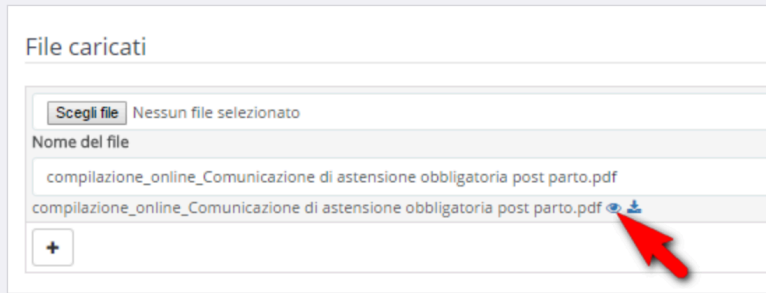 File caricati
Scegli file Nessun file selezionato
Nome del file
compilazione_online_Comunicazione di astensione obbligatoria post parto.pdf
compilazione_online_Comunicazione di astensione obbligatoria post parto.pdf
+